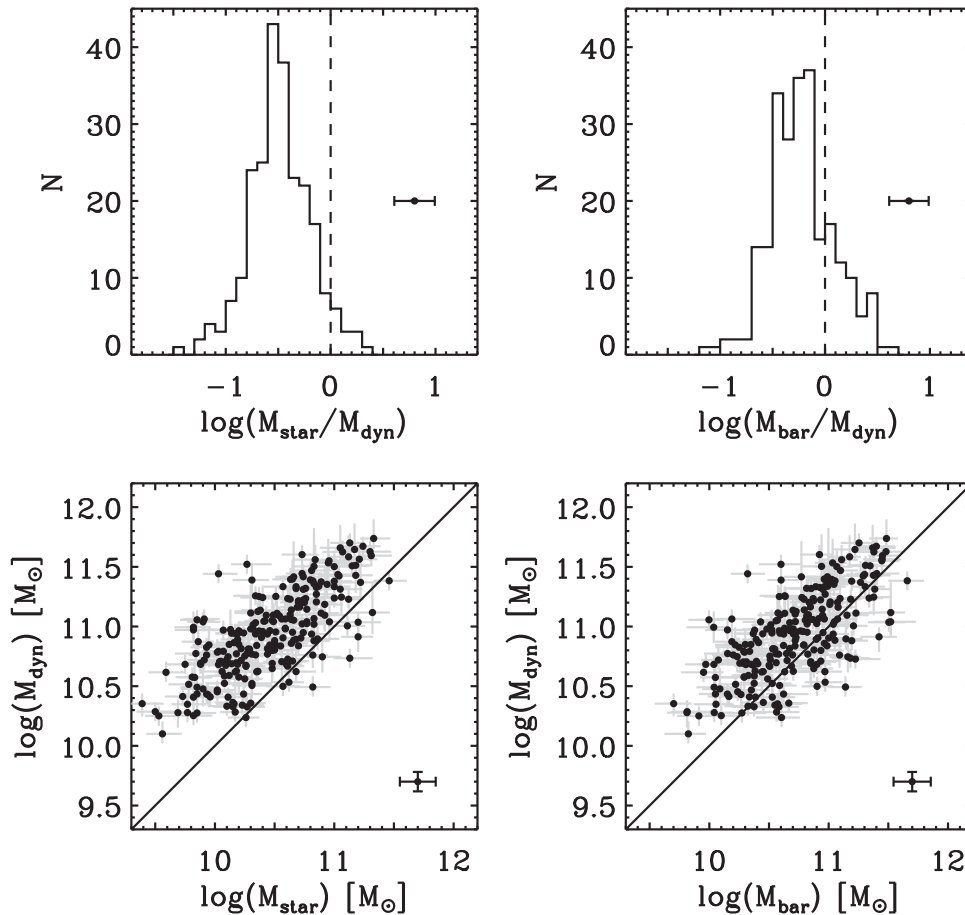 40
30
N
20
10
0
−1 0 1
log(M_star/M_dyn)
40
30
N
20
10
0
−1 0 1
log(M_bar/M_dyn)
12.0
11.5
11.0
10.5
10.0
9.5
log(M_dyn) [M_⊙]
10 11 12
log(M_star) [M_⊙]
12.0
11.5
11.0
10.5
10.0
9.5
log(M_dyn) [M_⊙]
10 11 12
log(M_bar) [M_⊙]